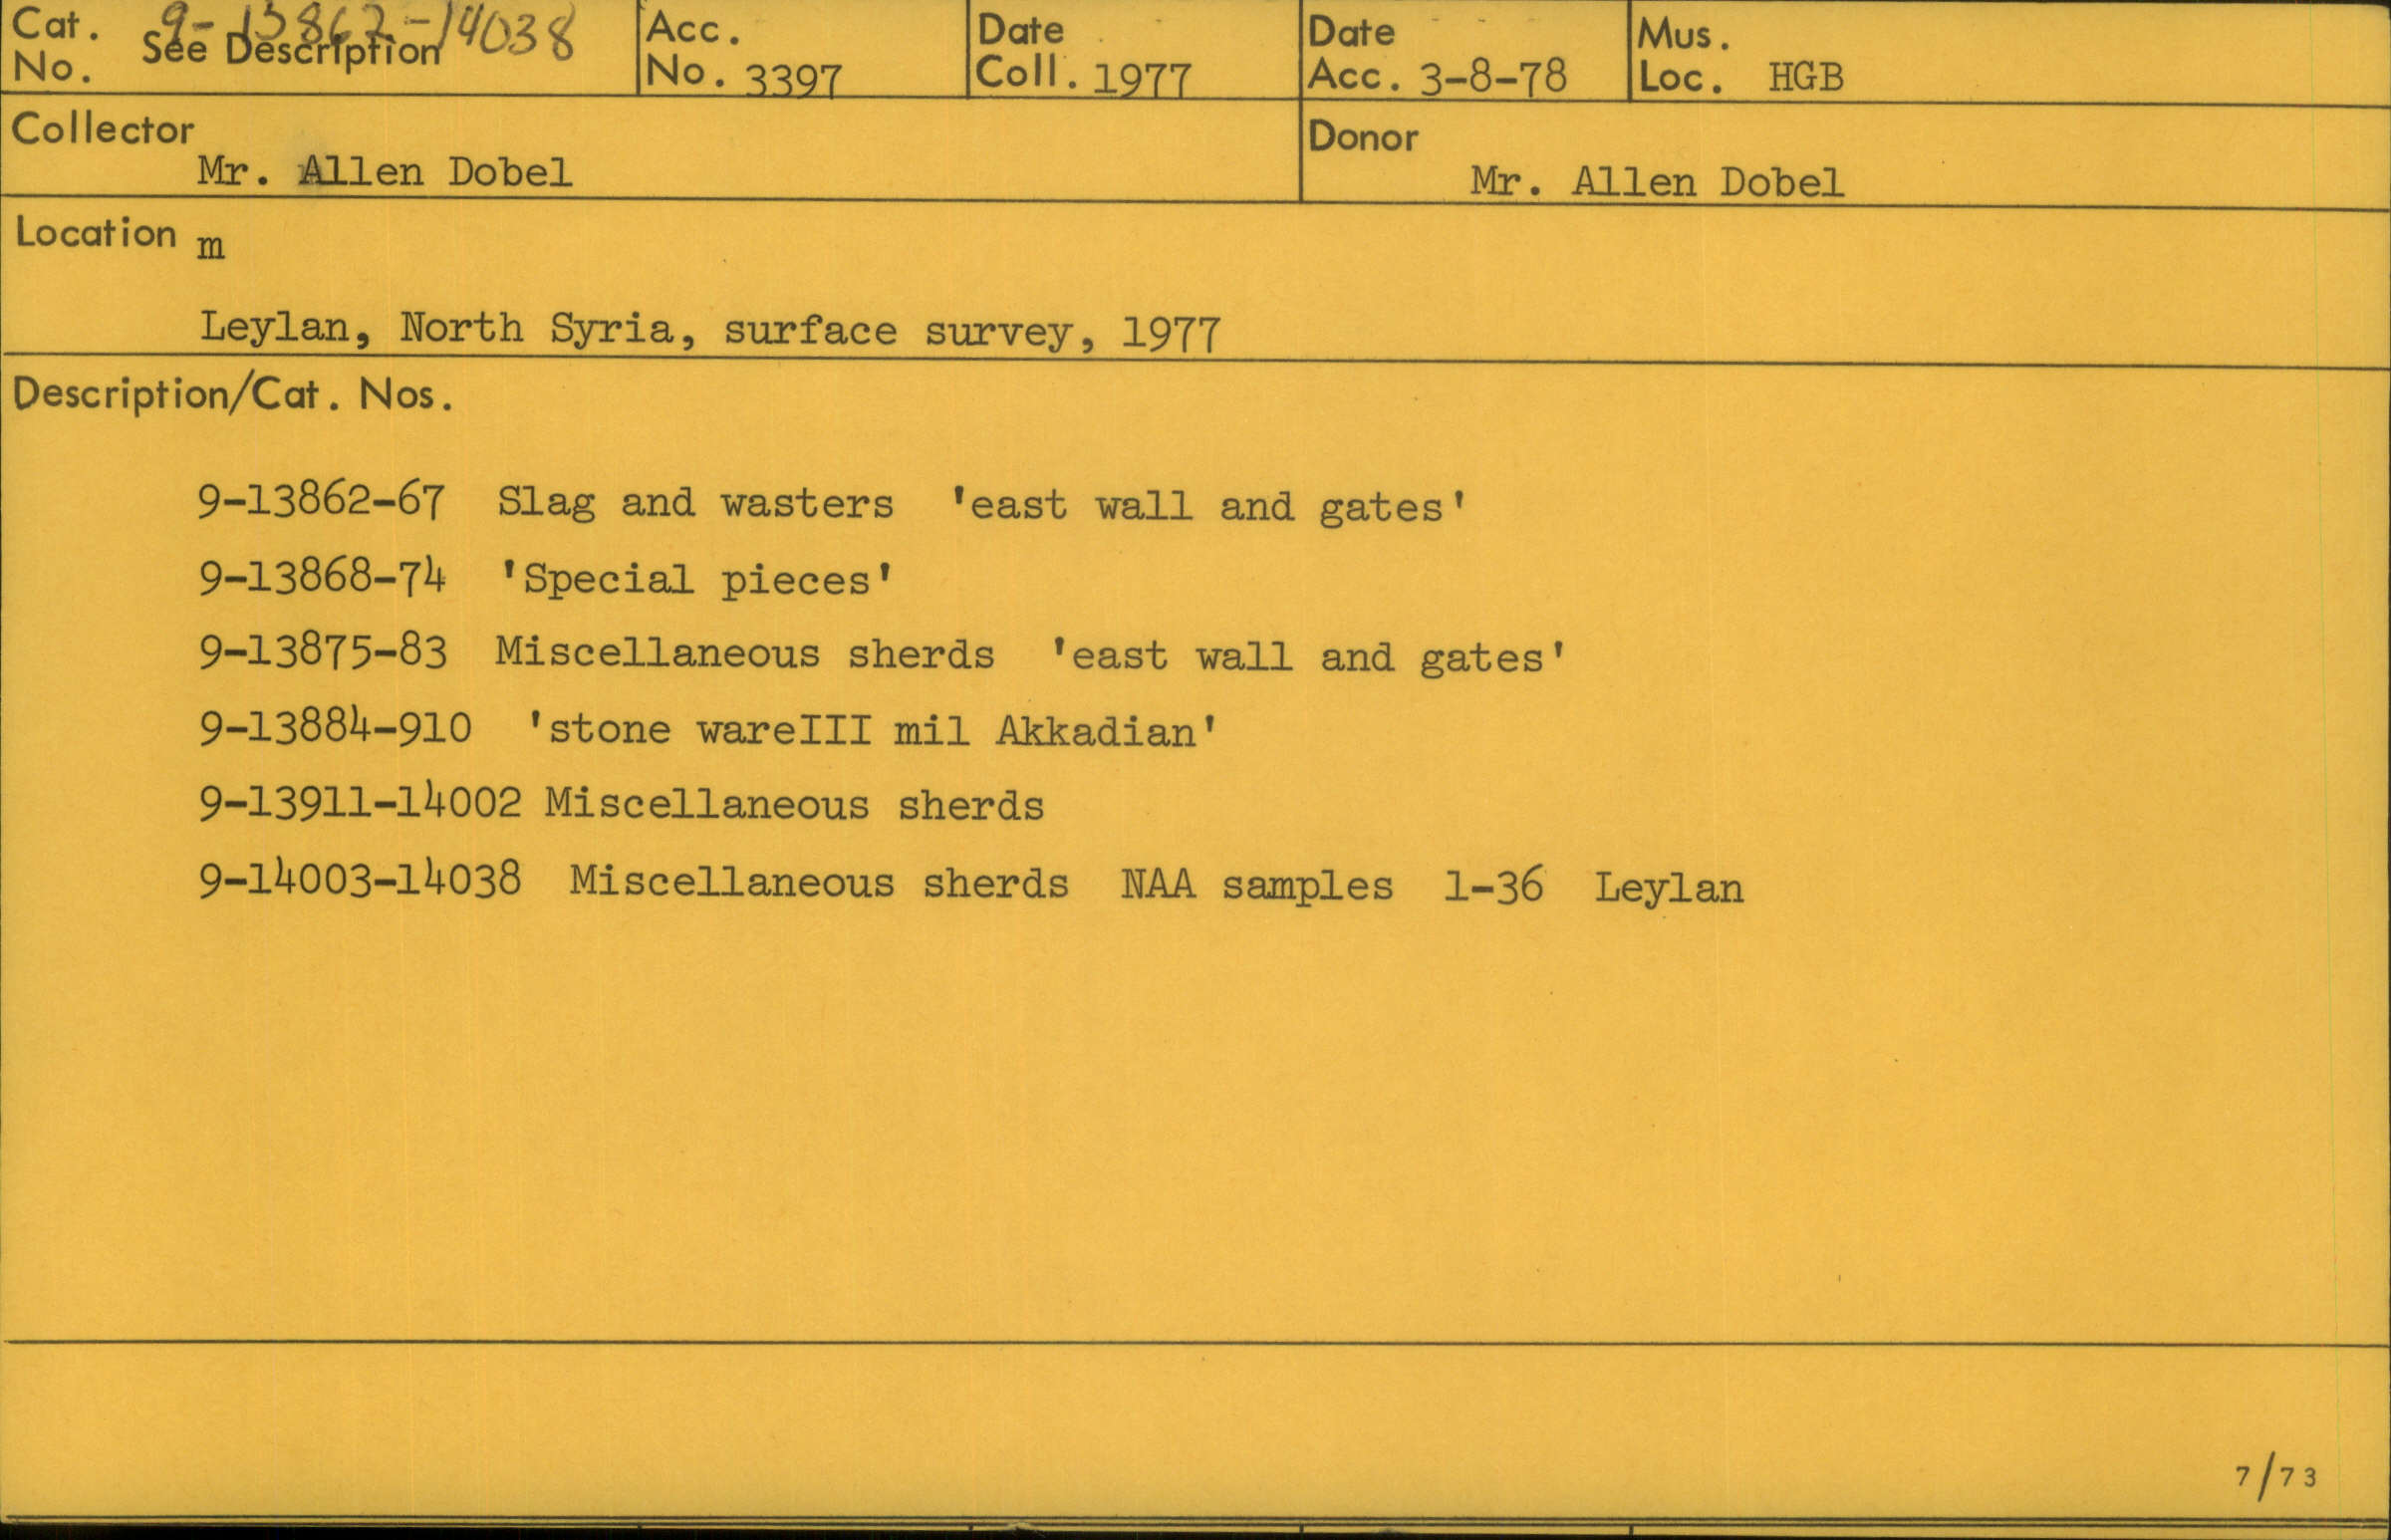 Cat. No. 9-13862-14038 See Description
Acc. No. 3397
Date Coll. 1977
Date Acc. 3-8-78
Mus. Loc. HGB
Collector
Mr. Allen Dobel
Donor
Mr. Allen Dobel
Location m
Leylan, North Syria, surface survey, 1977
Description/Cat. Nos.
9-13862-67 Slag and wasters 'east wall and gates'
9-13868-74 'Special pieces'
9-13875-83 Miscellaneous sherds 'east wall and gates'
9-13884-910 'stone wareIII mil Akkadian'
9-13911-14002 Miscellaneous sherds
9-14003-14038 Miscellaneous sherds NAA samples 1-36 Leylan
7/73